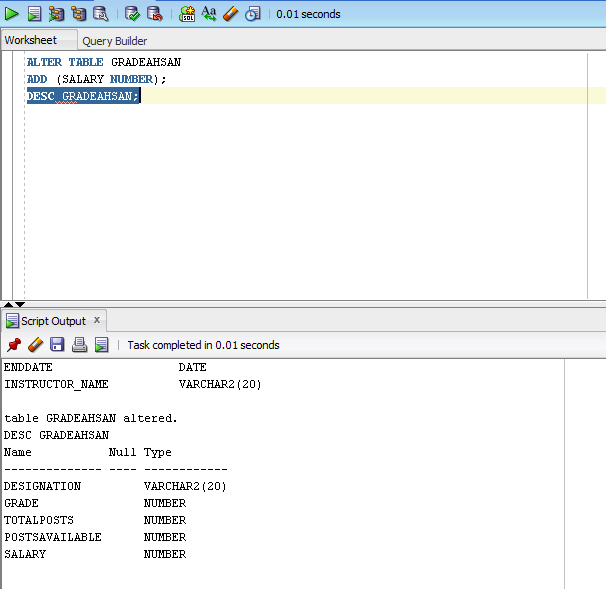 0.01 seconds
Worksheet Query Builder
ALTER TABLE GRADEAHSAN
ADD (SALARY NUMBER);
DESC GRADEAHSAN;
Script Output x
Task completed in 0.01 seconds
ENDDATE DATE
INSTRUCTOR_NAME VARCHAR2(20)
table GRADEAHSAN altered.
DESC GRADEAHSAN
Name Null Type
-------------- ---- ------------
DESIGNATION VARCHAR2(20)
GRADE NUMBER
TOTALPOSTS NUMBER
POSTSAVAILABLE NUMBER
SALARY NUMBER